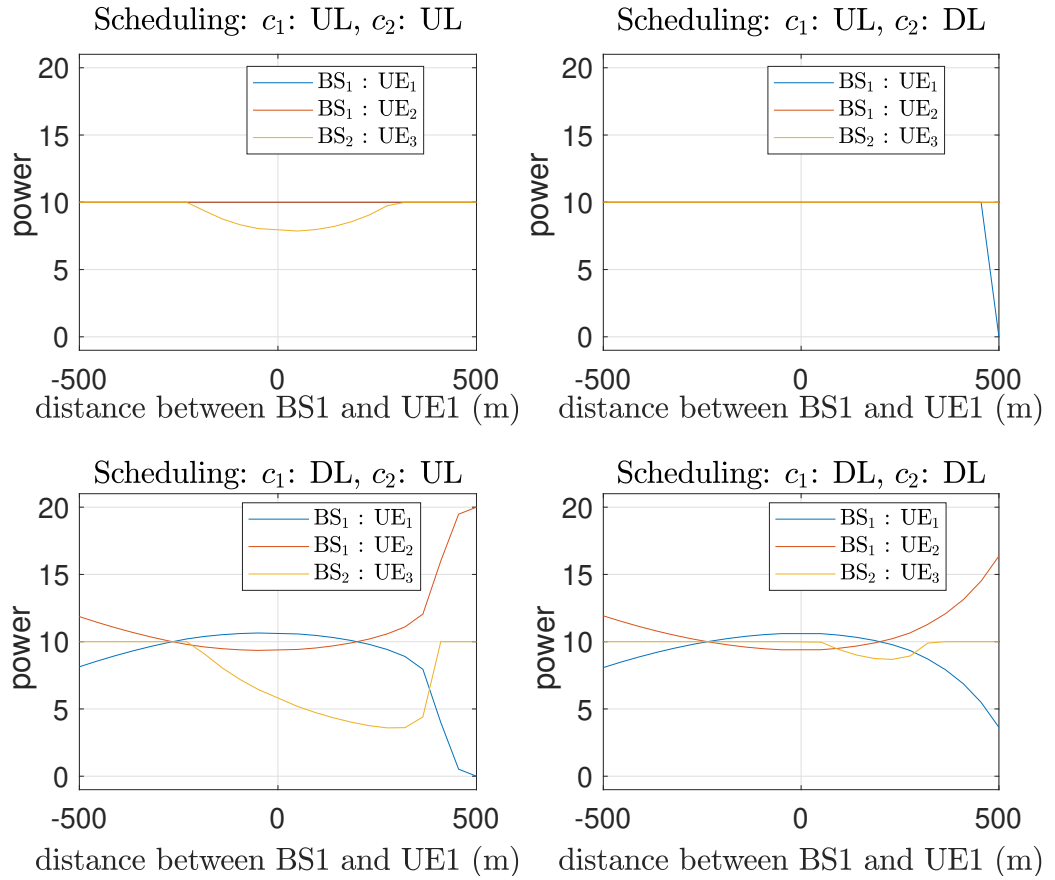 Scheduling: c₁: UL, c₂: UL
20
15
10
5
0
power
BS₁ : UE₁
BS₁ : UE₂
BS₂ : UE₃
-500
0
500
distance between BS1 and UE1 (m)
Scheduling: c₁: UL, c₂: DL
20
15
10
5
0
power
BS₁ : UE₁
BS₁ : UE₂
BS₂ : UE₃
-500
0
500
distance between BS1 and UE1 (m)
Scheduling: c₁: DL, c₂: UL
20
15
10
5
0
power
BS₁ : UE₁
BS₁ : UE₂
BS₂ : UE₃
-500
0
500
distance between BS1 and UE1 (m)
Scheduling: c₁: DL, c₂: DL
20
15
10
5
0
power
BS₁ : UE₁
BS₁ : UE₂
BS₂ : UE₃
-500
0
500
distance between BS1 and UE1 (m)